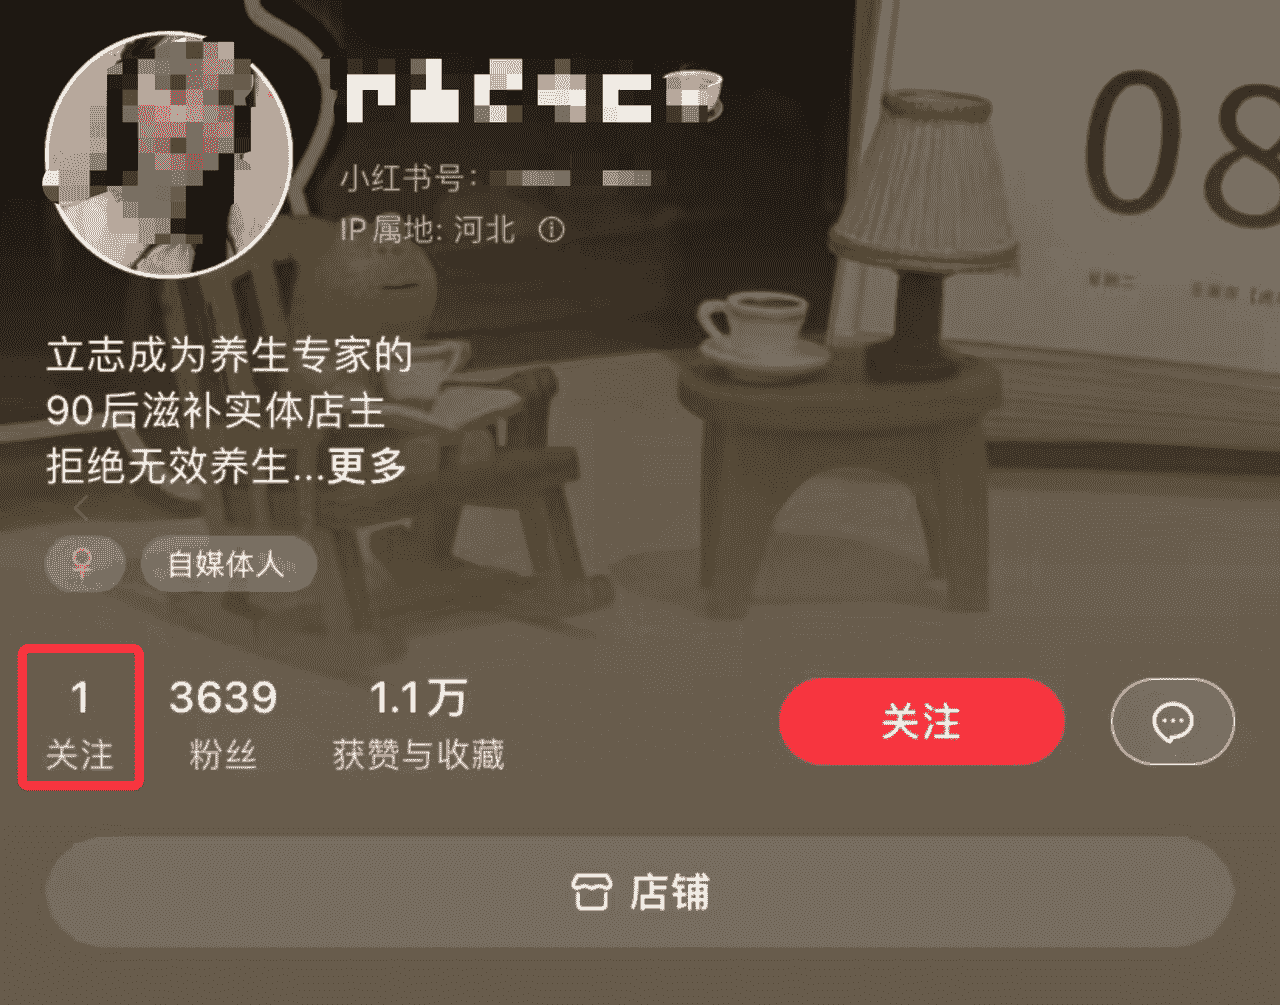 小红书号:
IP属地: 河北
08
立志成为养生专家的
90后滋补实体店主
拒绝无效养生...更多
自媒体人
1
关注
3639
粉丝
1.1万
获赞与收藏
关注
店铺